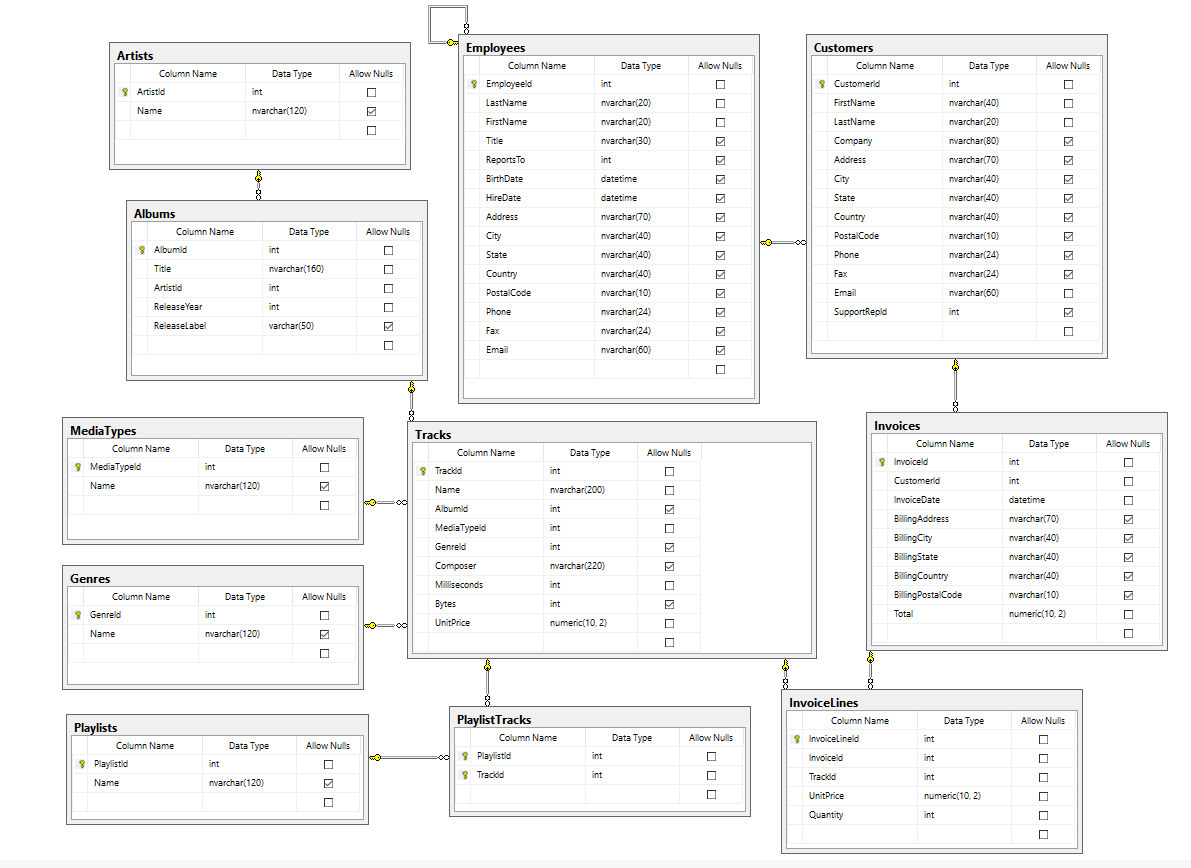 Artists
Column Name Data Type Allow Nulls
ArtistId int
Name nvarchar(120)
Albums
Column Name Data Type Allow Nulls
AlbumId int
Title nvarchar(160)
ArtistId int
ReleaseYear int
ReleaseLabel varchar(50)
Employees
Column Name Data Type Allow Nulls
EmployeeId int
LastName nvarchar(20)
FirstName nvarchar(20)
Title nvarchar(30)
ReportsTo int
BirthDate datetime
HireDate datetime
Address nvarchar(70)
City nvarchar(40)
State nvarchar(40)
Country nvarchar(40)
PostalCode nvarchar(10)
Phone nvarchar(24)
Fax nvarchar(24)
Email nvarchar(60)
Customers
Column Name Data Type Allow Nulls
CustomerId int
FirstName nvarchar(40)
LastName nvarchar(20)
Company nvarchar(80)
Address nvarchar(70)
City nvarchar(40)
State nvarchar(40)
Country nvarchar(40)
PostalCode nvarchar(10)
Phone nvarchar(24)
Fax nvarchar(24)
Email nvarchar(60)
SupportRepId int
MediaTypes
Column Name Data Type Allow Nulls
MediaTypeId int
Name nvarchar(120)
Genres
Column Name Data Type Allow Nulls
GenreId int
Name nvarchar(120)
Tracks
Column Name Data Type Allow Nulls
TrackId int
Name nvarchar(200)
AlbumId int
MediaTypeId int
GenreId int
Composer nvarchar(220)
Milliseconds int
Bytes int
UnitPrice numeric(10, 2)
Invoices
Column Name Data Type Allow Nulls
InvoiceId int
CustomerId int
InvoiceDate datetime
BillingAddress nvarchar(70)
BillingCity nvarchar(40)
BillingState nvarchar(40)
BillingCountry nvarchar(40)
BillingPostalCode nvarchar(10)
Total numeric(10, 2)
Playlists
Column Name Data Type Allow Nulls
PlaylistId int
Name nvarchar(120)
PlaylistTracks
Column Name Data Type Allow Nulls
PlaylistId int
TrackId int
InvoiceLines
Column Name Data Type Allow Nulls
InvoiceLineId int
InvoiceId int
TrackId int
UnitPrice numeric(10, 2)
Quantity int